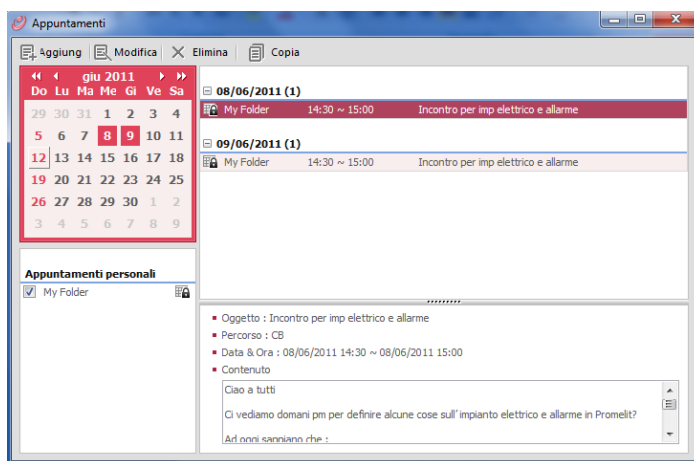 Appuntamenti
Aggiung Modifica Elimina Copia
giu 2011
Do Lu Ma Me Gi Ve Sa
29 30 31 1 2 3 4
5 6 7 8 9 10 11
12 13 14 15 16 17 18
19 20 21 22 23 24 25
26 27 28 29 30 1 2
3 4 5 6 7 8 9
Appuntamenti personali
My Folder
08/06/2011 (1)
My Folder 14:30 ~ 15:00 Incontro per imp elettrico e allarme
09/06/2011 (1)
My Folder 14:30 ~ 15:00 Incontro per imp elettrico e allarme
Oggetto : Incontro per imp elettrico e allarme
Percorso : CB
Data & Ora : 08/06/2011 14:30 ~ 08/06/2011 15:00
Contenuto
Ciao a tutti
Ci vediamo domani pm per definire alcune cose sull'impianto elettrico e allarme in Promelit?
Ad oggi sappiano che :